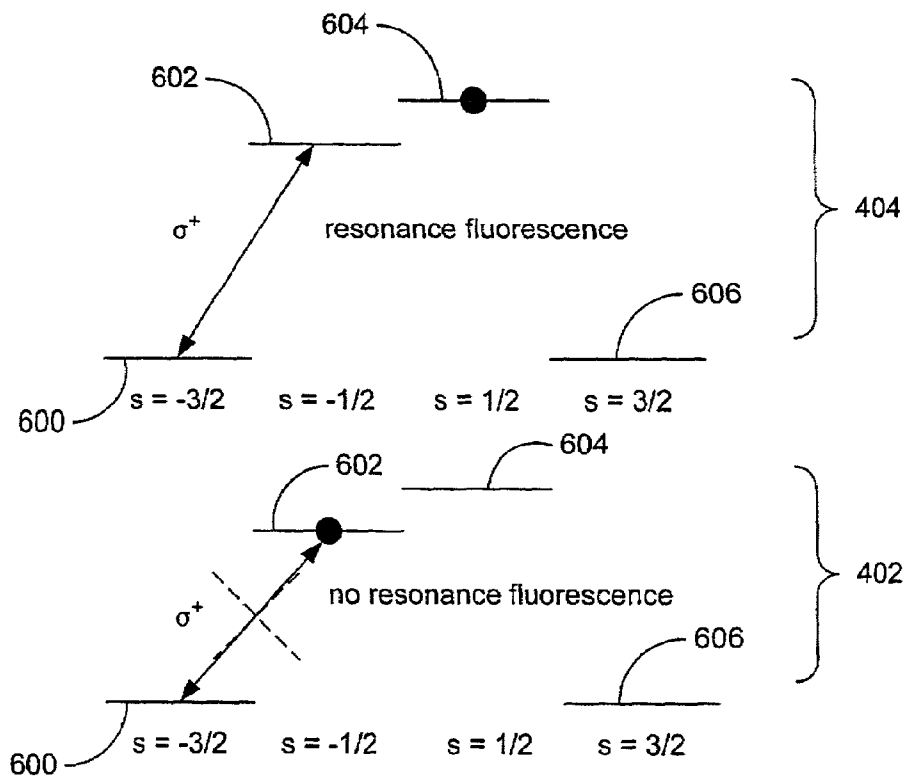 604
602
σ+
resonance fluorescence
404
606
600
s = -3/2 s = -1/2 s = 1/2 s = 3/2
602
604
σ+
no resonance fluorescence
402
606
600
s = -3/2 s = -1/2 s = 1/2 s = 3/2